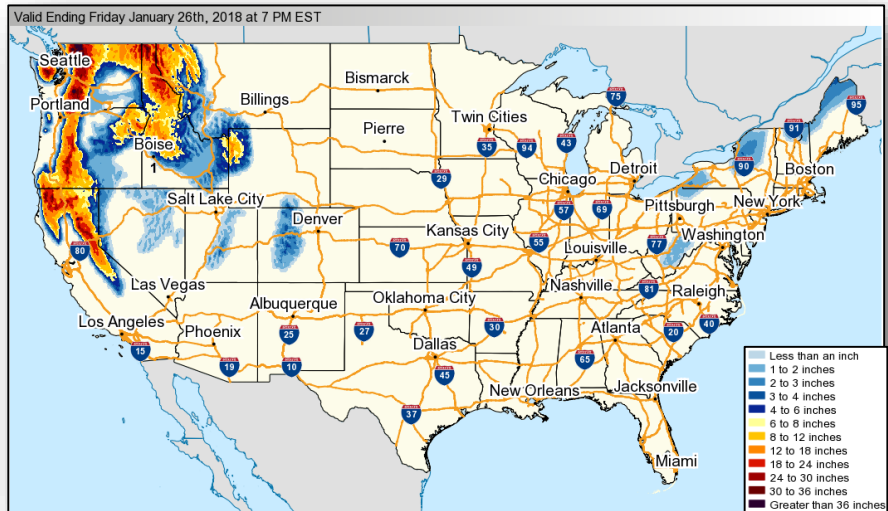 Valid Ending Friday January 26th, 2018 at 7 PM EST
Seattle
Portland
Boise
1
Billings
Bismarck
Pierre
Twin Cities
35
94
43
75
95
91
90
Boston
29
Chicago
Detroit
57
69
Pittsburgh
New York
Salt Lake City
Denver
80
70
Kansas City
49
55
Louisville
77
Washington
Las Vegas
Albuquerque
Oklahoma City
Nashville
81
Raleigh
Los Angeles
Phoenix
15
19
25
10
27
30
Dallas
45
Atlanta
65
20
40
37
New Orleans
Jacksonville
Miami
Less than an inch
1 to 2 inches
2 to 3 inches
3 to 4 inches
4 to 6 inches
6 to 8 inches
8 to 12 inches
12 to 18 inches
18 to 24 inches
24 to 30 inches
30 to 36 inches
Greater than 36 inches